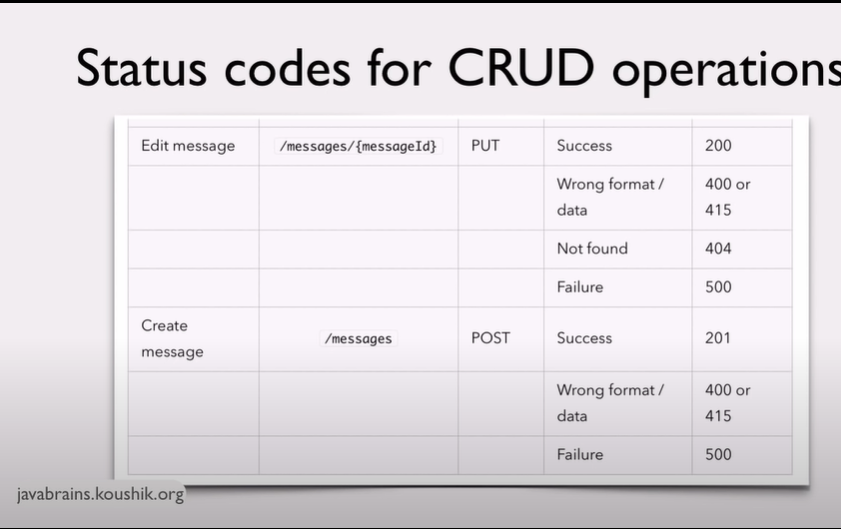 Status codes for CRUD operations
Edit message /messages/{messageId} PUT Success 200
Wrong format / data 400 or 415
Not found 404
Failure 500
Create message /messages POST Success 201
Wrong format / data 400 or 415
Failure 500
javabrains.koushik.org